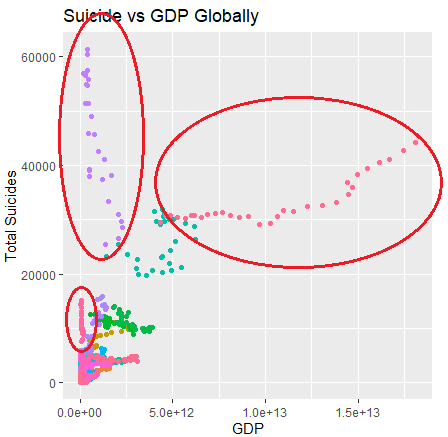 Suicide vs GDP Globally
60000
40000
20000
0
Total Suicides
0.0e+00
5.0e+12
1.0e+13
1.5e+13
GDP